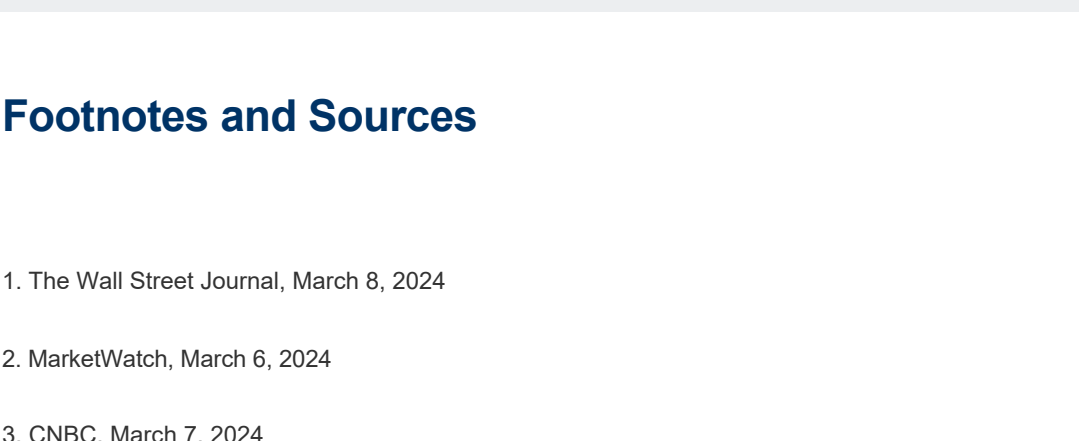 Footnotes and Sources
1. The Wall Street Journal, March 8, 2024
2. MarketWatch, March 6, 2024
3. CNBC, March 7, 2024